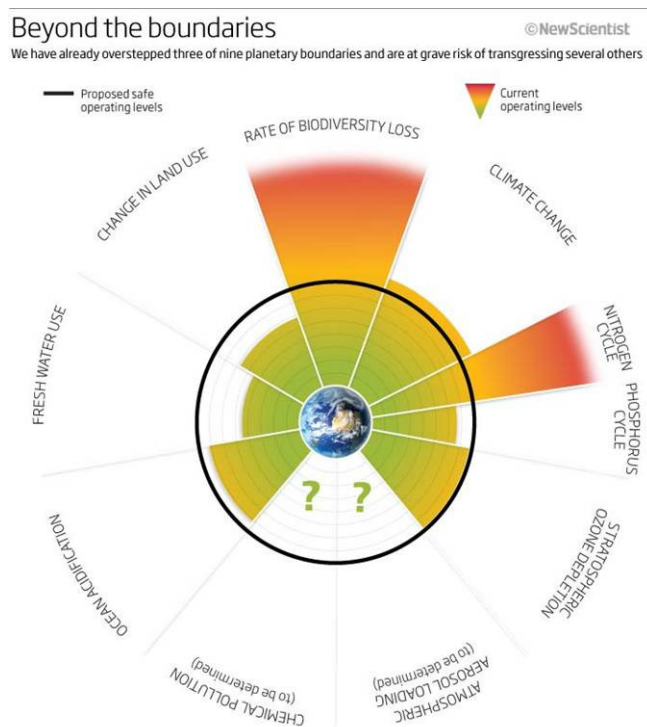 Beyond the boundaries
©NewScientist
We have already overstepped three of nine planetary boundaries and are at grave risk of transgressing several others
Proposed safe
operating levels
Current
operating levels
RATE OF BIODIVERSITY LOSS
CLIMATE CHANGE
NITROGEN
CYCLE
PHOSPHORUS
CYCLE
STRATOSPHERIC
OZONE DEPLETION
ATMOSPHERIC
AEROSOL LOADING
(to be determined)
CHEMICAL POLLUTION
(to be determined)
OCEAN ACIDIFICATION
FRESH WATER USE
CHANGE IN LAND USE
? ?